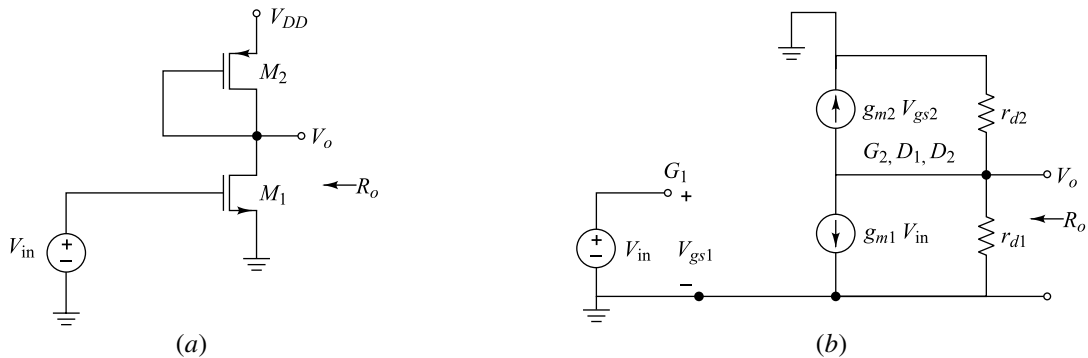 V_DD
M_2
V_o
M_1
R_o
V_in
+
−
(a)
g_m2 V_gs2
r_d2
G_2, D_1, D_2
G_1
+
V_o
+
−
V_in
V_gs1
g_m1 V_in
r_d1
R_o
−
(b)